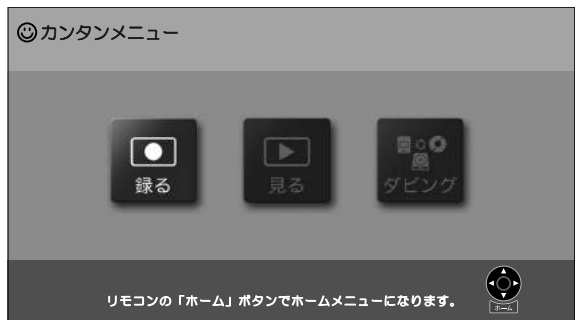 カンタンメニュー
録る
見る
ダビング
リモコンの「ホーム」ボタンでホームメニューになります。
ホーム